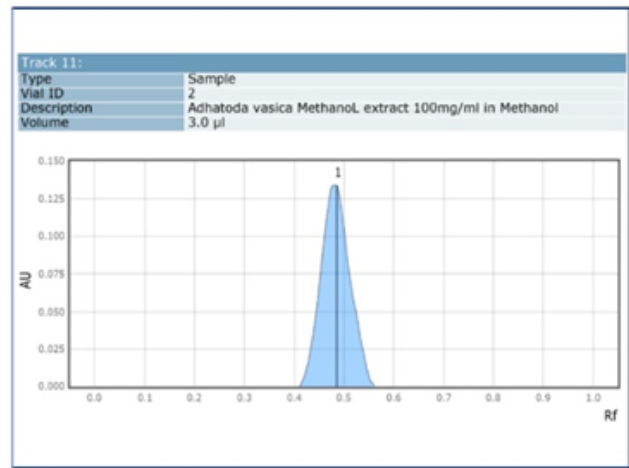 Track 11:
Type Sample
Vial ID 2
Description Adhatoda vasica MethanoL extract 100mg/ml in Methanol
Volume 3.0 µl
0.150
1
0.125
0.100
0.075
AU
0.050
0.025
0.000
0.0 0.1 0.2 0.3 0.4 0.5 0.6 0.7 0.8 0.9 1.0
Rf